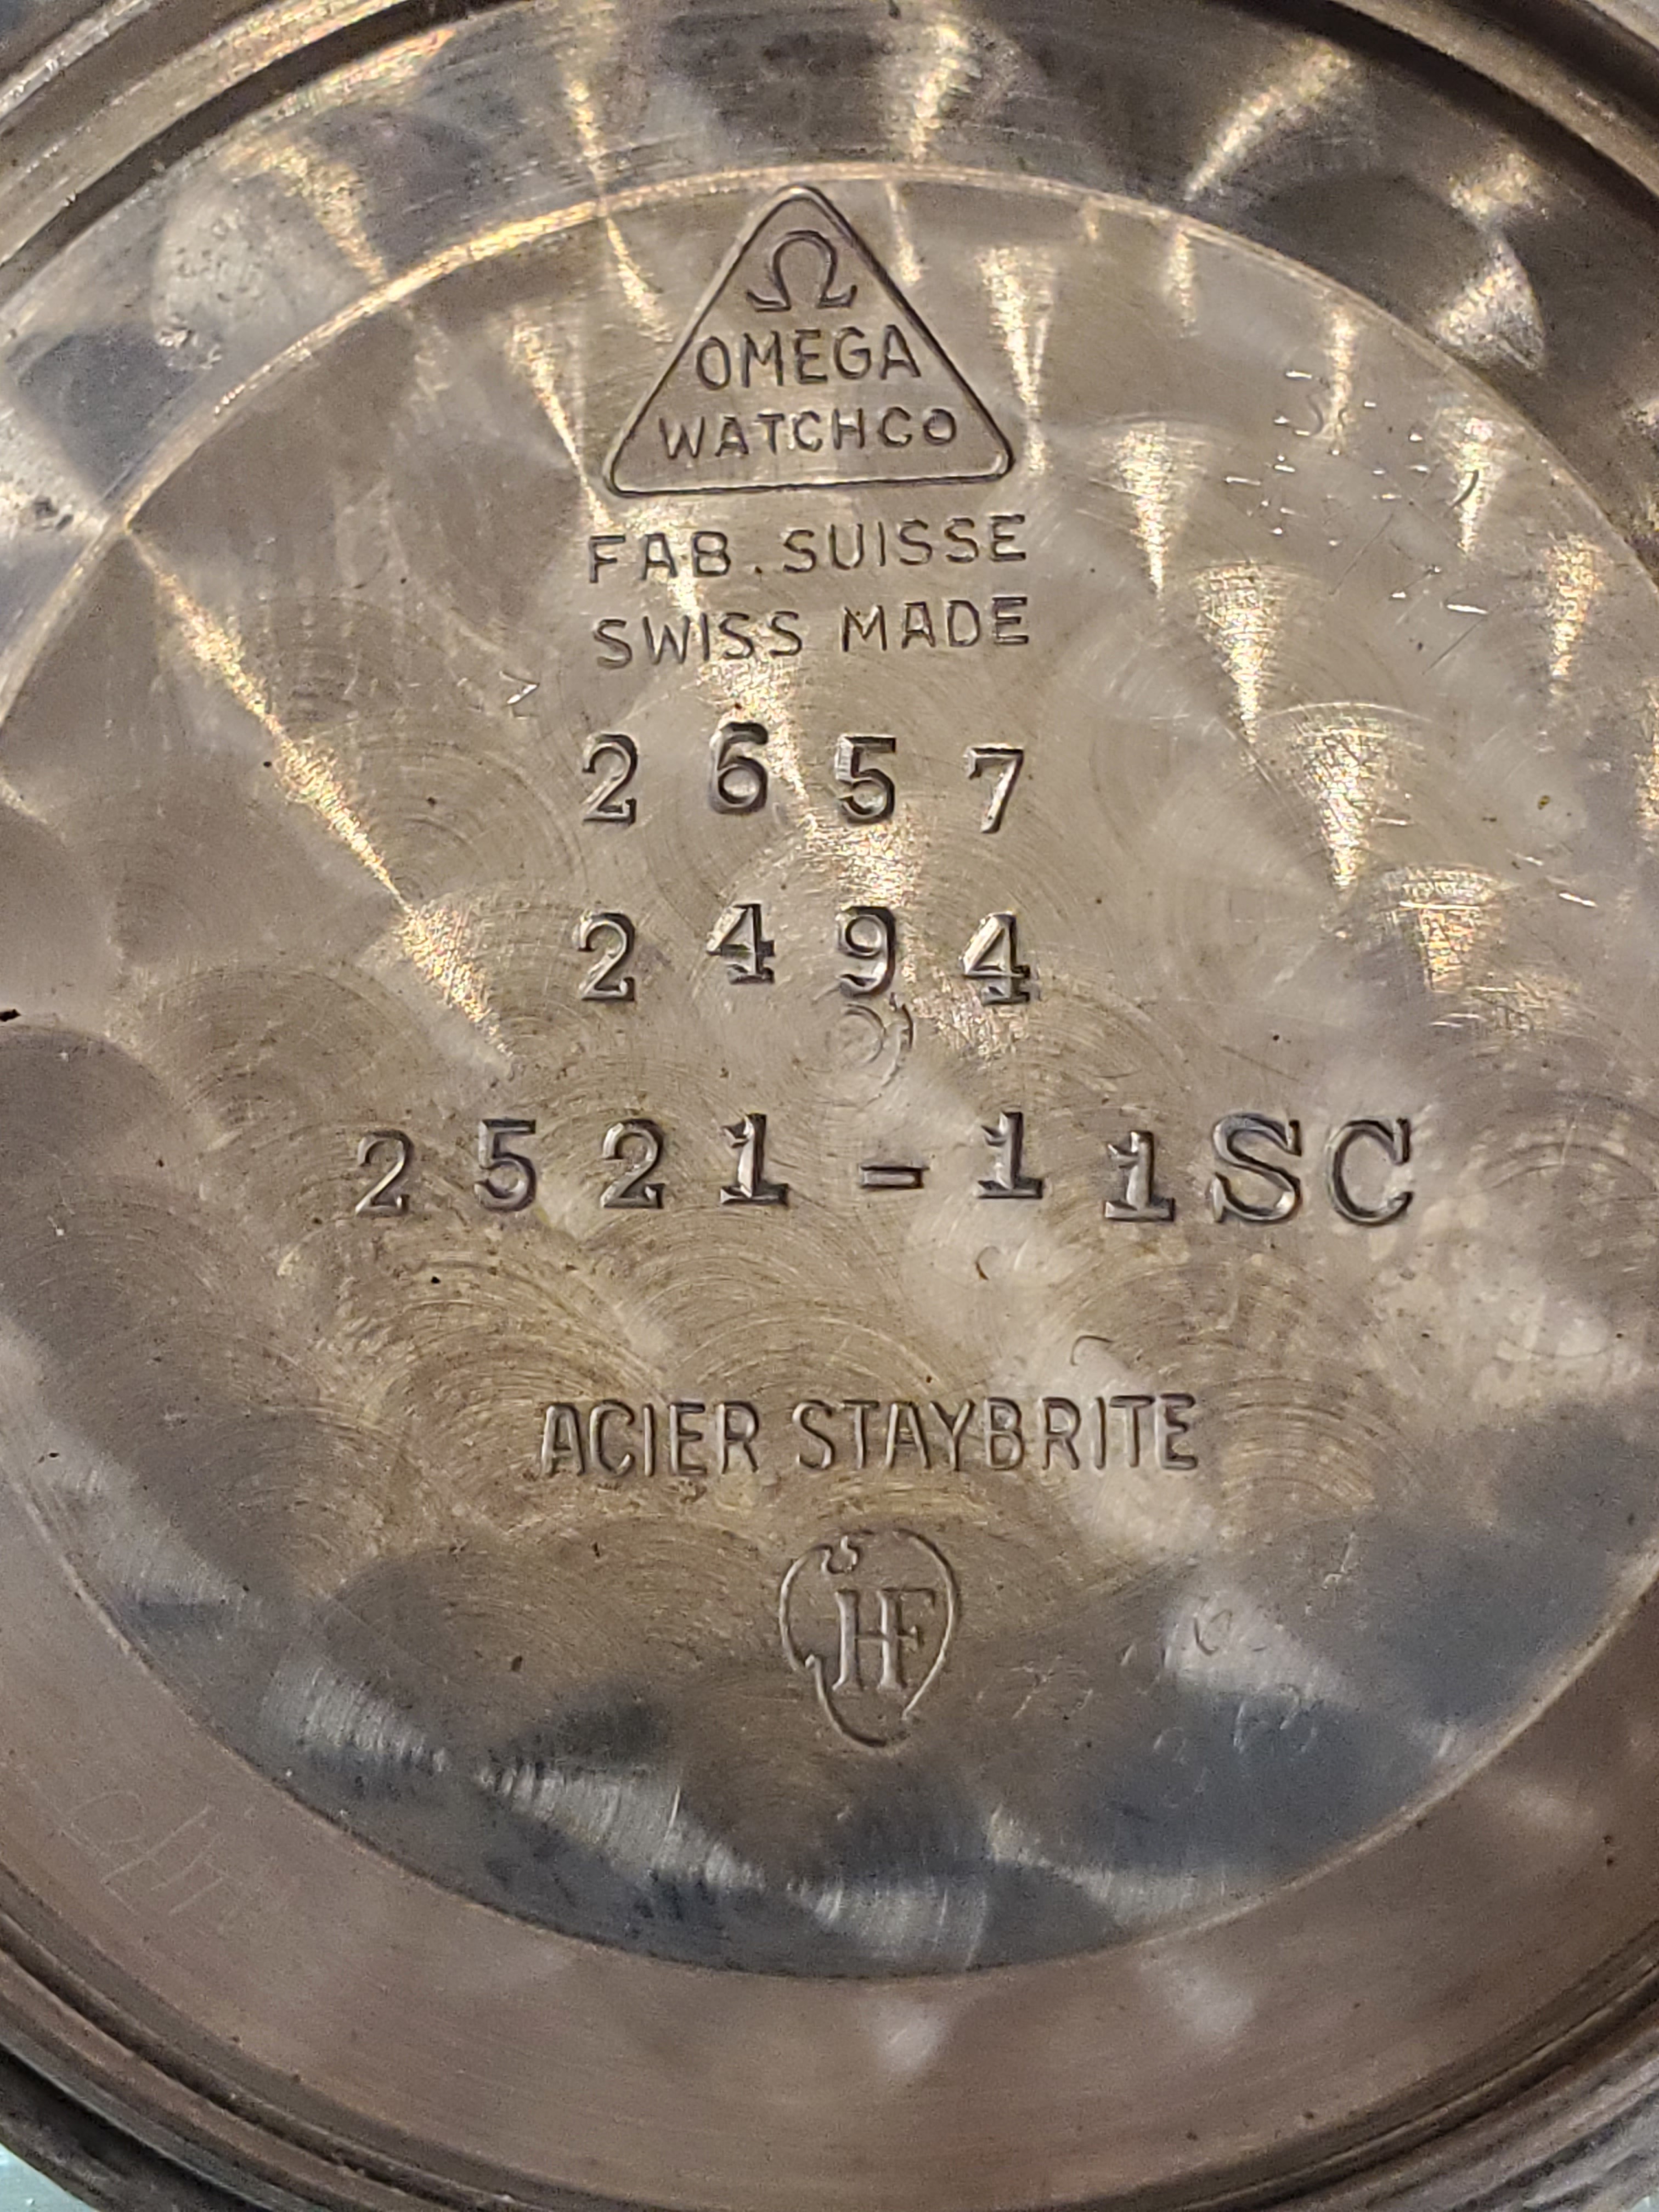 Ω
OMEGA
WATCH CO
FAB. SUISSE
SWISS MADE
2657
2494
2521-11SC
ACIER STAYBRITE
HF